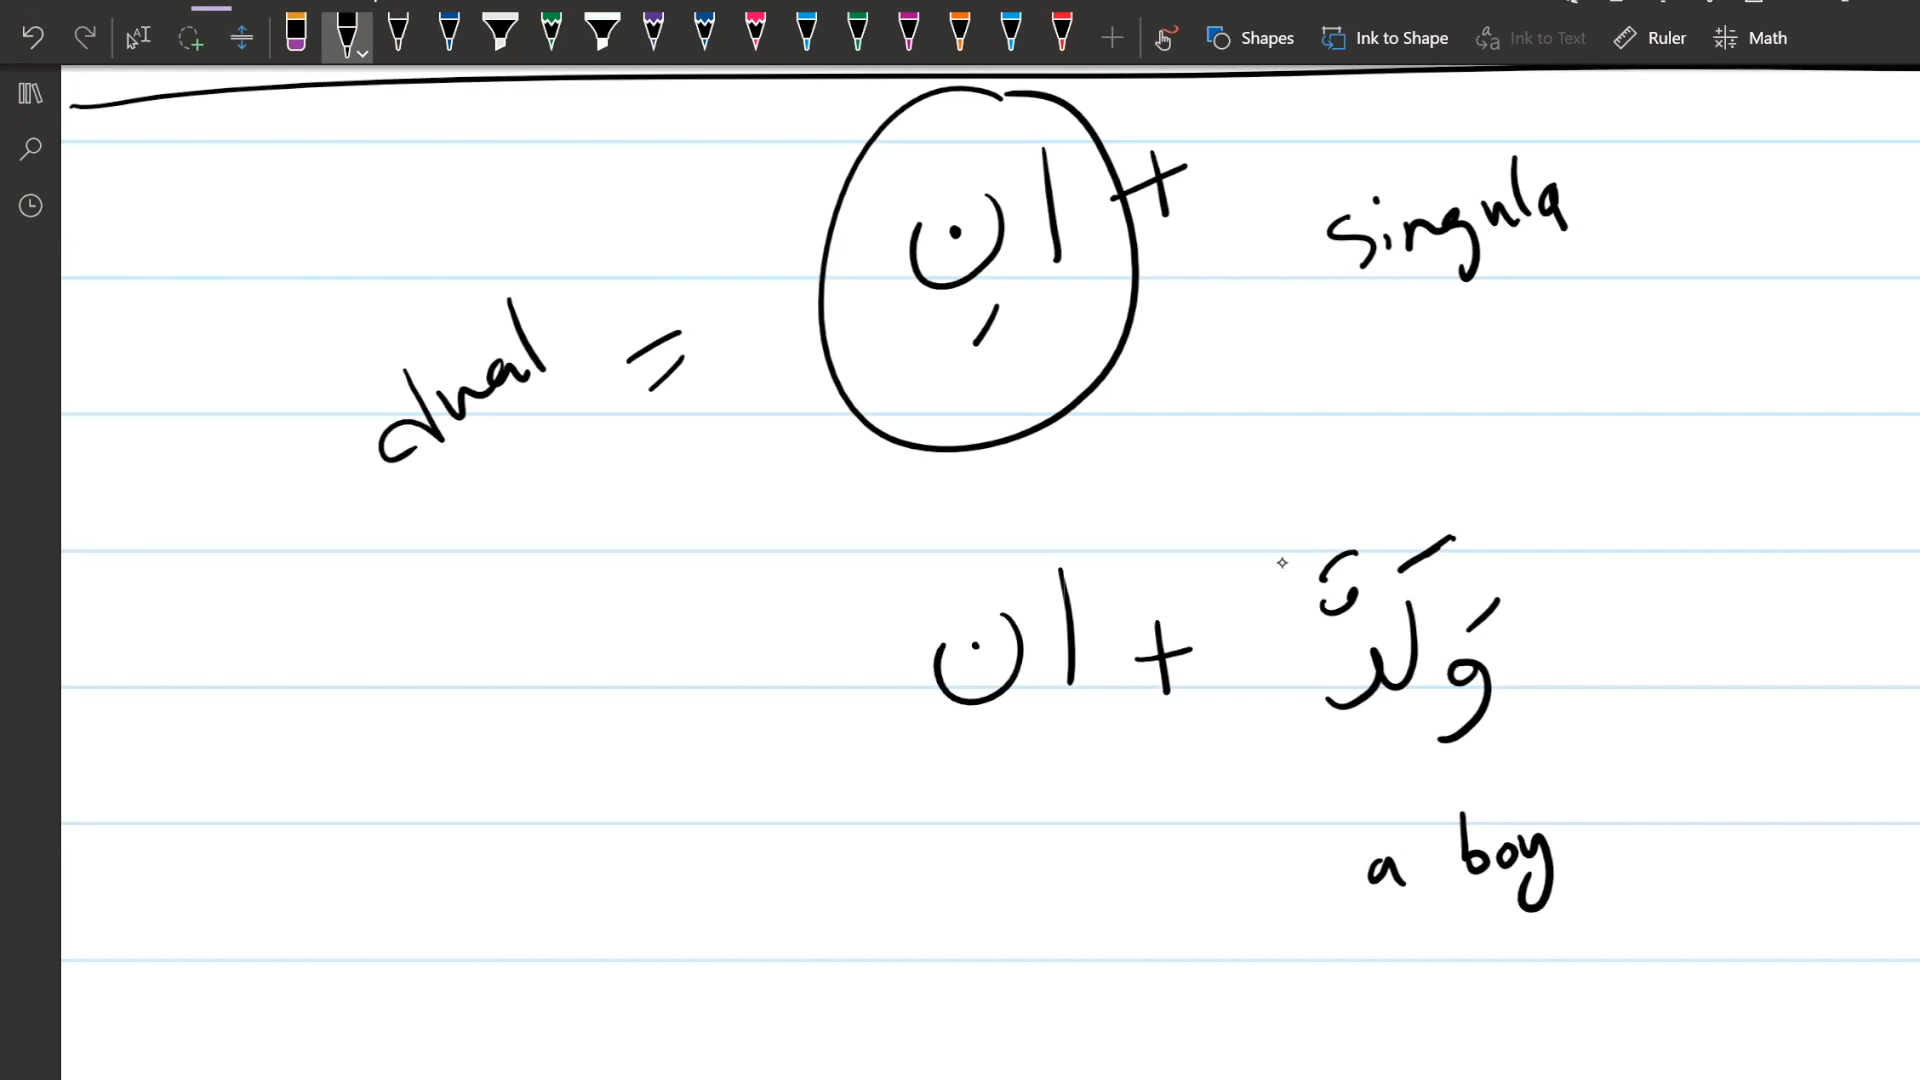 Shapes Ink to Shape Ink to Text Ruler Math
singula + انِ
dual =
وَلَدٌ + ان
a boy